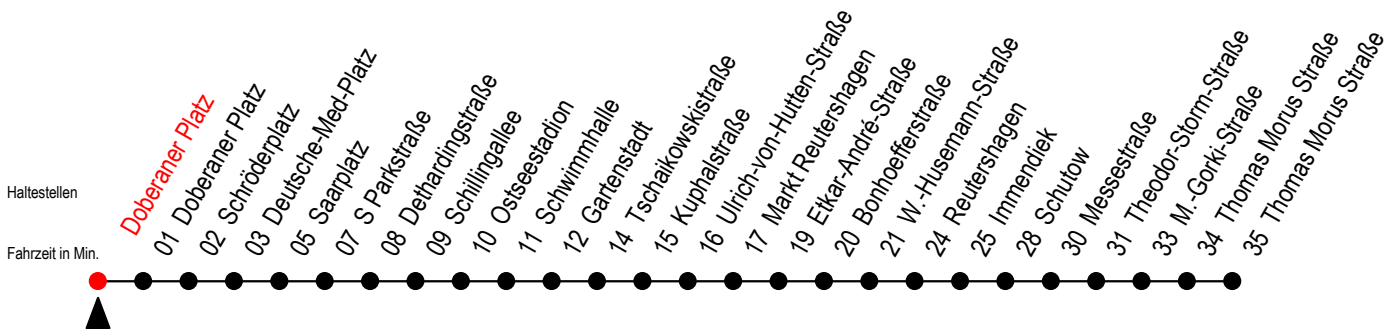 Haltestellen
Fahrzeit in Min.
Doberaner Platz
01 Doberaner Platz
02 Schröderplatz
03 Deutsche-Med-Platz
05 Saarplatz
07 S Parkstraße
08 Dethardingstraße
09 Schillingallee
10 Ostseestadion
11 Schwimmhalle
12 Gartenstadt
14 Tschaikowskistraße
15 Kuphalstraße
16 Ulrich-von-Hutten-Straße
17 Markt Reutershagen
19 Etkar-André-Straße
20 Bonhoefferstraße
21 W.-Husemann-Straße
24 Reutershagen
25 Immendiek
28 Schutow
30 Messestraße
31 Theodor-Storm-Straße
33 M.-Gorki-Straße
34 Thomas Morus Straße
35 Thomas Morus Straße